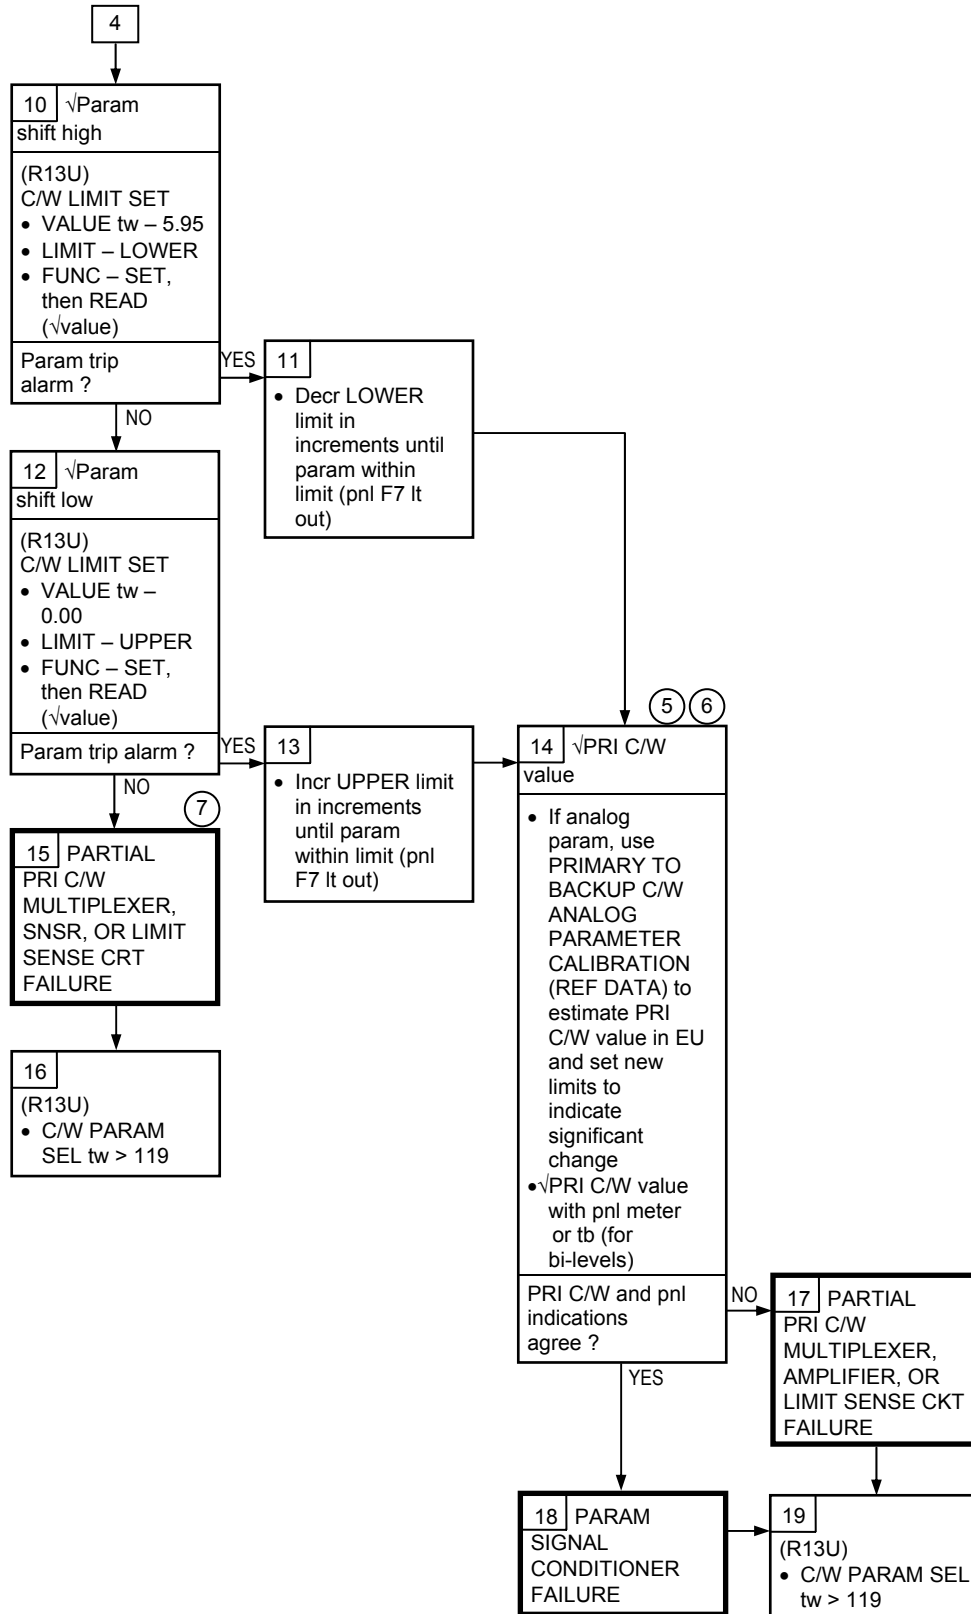 4
10 √Param
shift high
(R13U)
C/W LIMIT SET
• VALUE tw – 5.95
• LIMIT – LOWER
• FUNC – SET,
then READ
(√value)
Param trip
alarm ?
YES
NO
11
• Decr LOWER
limit in
increments until
param within
limit (pnl F7 lt
out)
12 √Param
shift low
(R13U)
C/W LIMIT SET
• VALUE tw –
0.00
• LIMIT – UPPER
• FUNC – SET,
then READ
(√value)
Param trip alarm ?
YES
NO
13
• Incr UPPER limit
in increments
until param
within limit (pnl
F7 lt out)
5 6
14 √PRI C/W
value
• If analog
param, use
PRIMARY TO
BACKUP C/W
ANALOG
PARAMETER
CALIBRATION
(REF DATA) to
estimate PRI
C/W value in EU
and set new
limits to
indicate
significant
change
•√PRI C/W value
with pnl meter
or tb (for
bi-levels)
PRI C/W and pnl
indications
agree ?
NO
YES
7
15 PARTIAL
PRI C/W
MULTIPLEXER,
SNSR, OR LIMIT
SENSE CRT
FAILURE
16
(R13U)
• C/W PARAM
SEL tw > 119
17 PARTIAL
PRI C/W
MULTIPLEXER,
AMPLIFIER, OR
LIMIT SENSE CKT
FAILURE
18 PARAM
SIGNAL
CONDITIONER
FAILURE
19
(R13U)
• C/W PARAM SEL
tw > 119